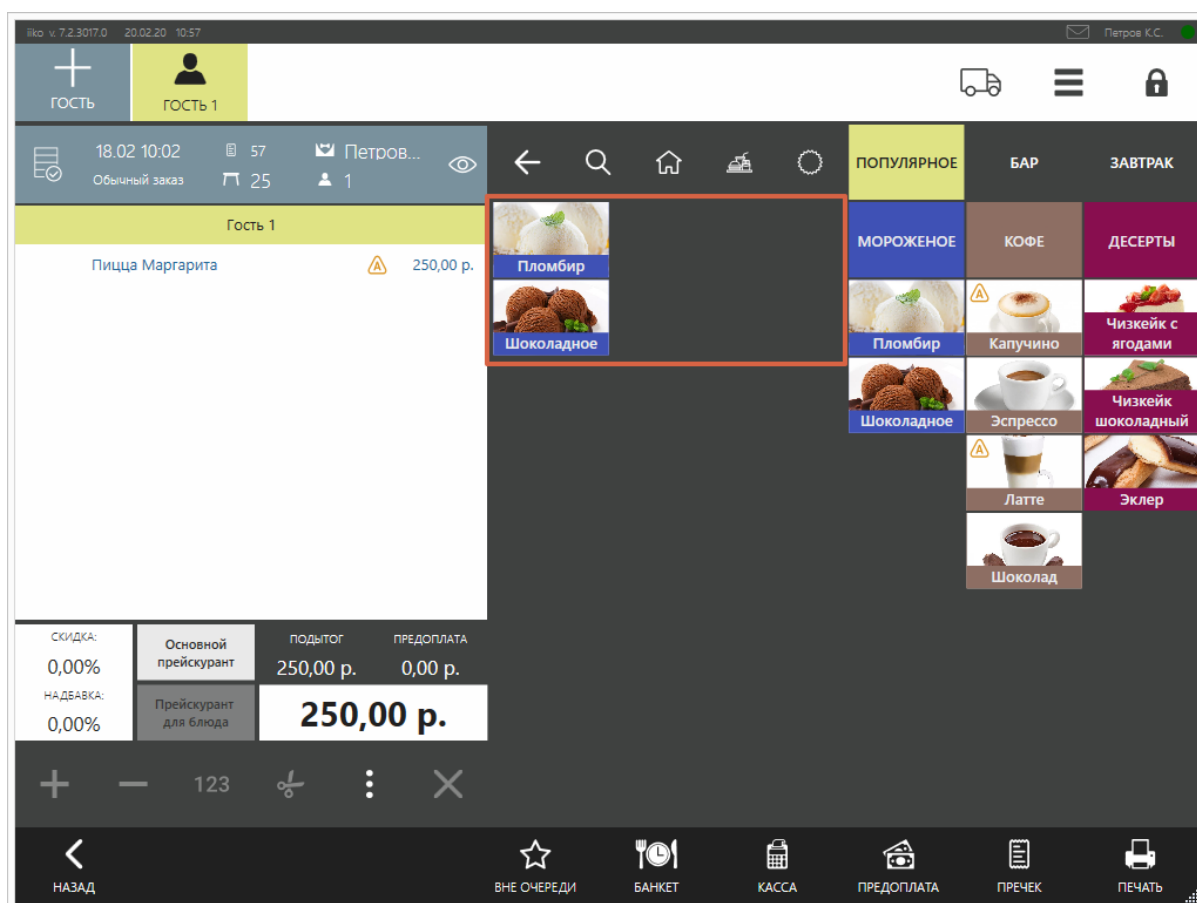 iiko v. 7.2.3017.0 20.02.20 10:57 Петров К.С.
ГОСТЬ
ГОСТЬ 1
18.02 10:02 57 Петров...
Обычный заказ 25 1
Гость 1
Пицца Маргарита 250,00 р.
ПОПУЛЯРНОЕ БАР ЗАВТРАК
МОРОЖЕНОЕ КОФЕ ДЕСЕРТЫ
Пломбир
Шоколадное
Пломбир
Капучино
Чизкейк с
ягодами
Шоколадное
Эспрессо
Чизкейк
шоколадный
Латте
Эклер
Шоколад
СКИДКА:
0,00%
НАДБАВКА:
0,00%
Основной
прейскурант
Прейскурант
для блюда
ПОДЫТОГ ПРЕДОПЛАТА
250,00 р. 0,00 р.
250,00 р.
123
НАЗАД
ВНЕ ОЧЕРЕДИ
БАНКЕТ
КАССА
ПРЕДОПЛАТА
ПРЕЧЕК
ПЕЧАТЬ